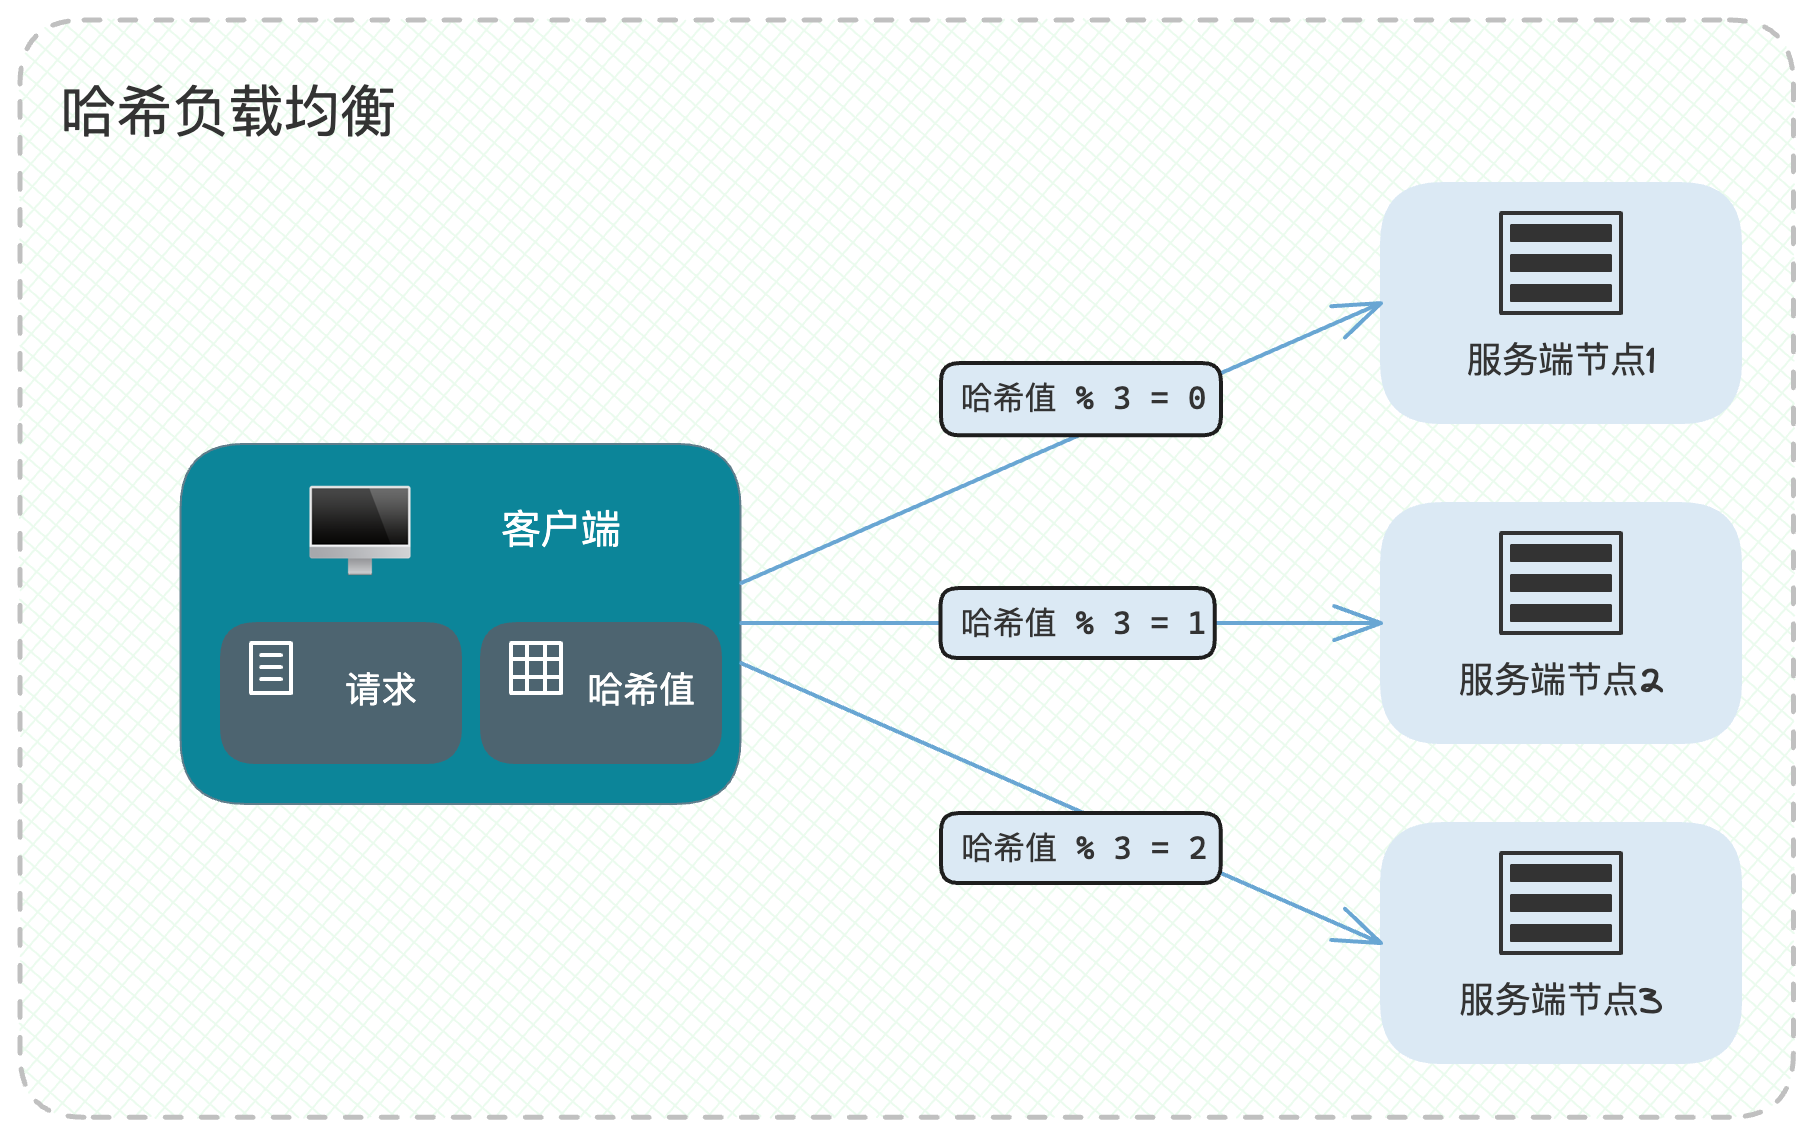 哈希负载均衡
客户端
请求
哈希值
哈希值 % 3 = 0
哈希值 % 3 = 1
哈希值 % 3 = 2
服务端节点1
服务端节点2
服务端节点3